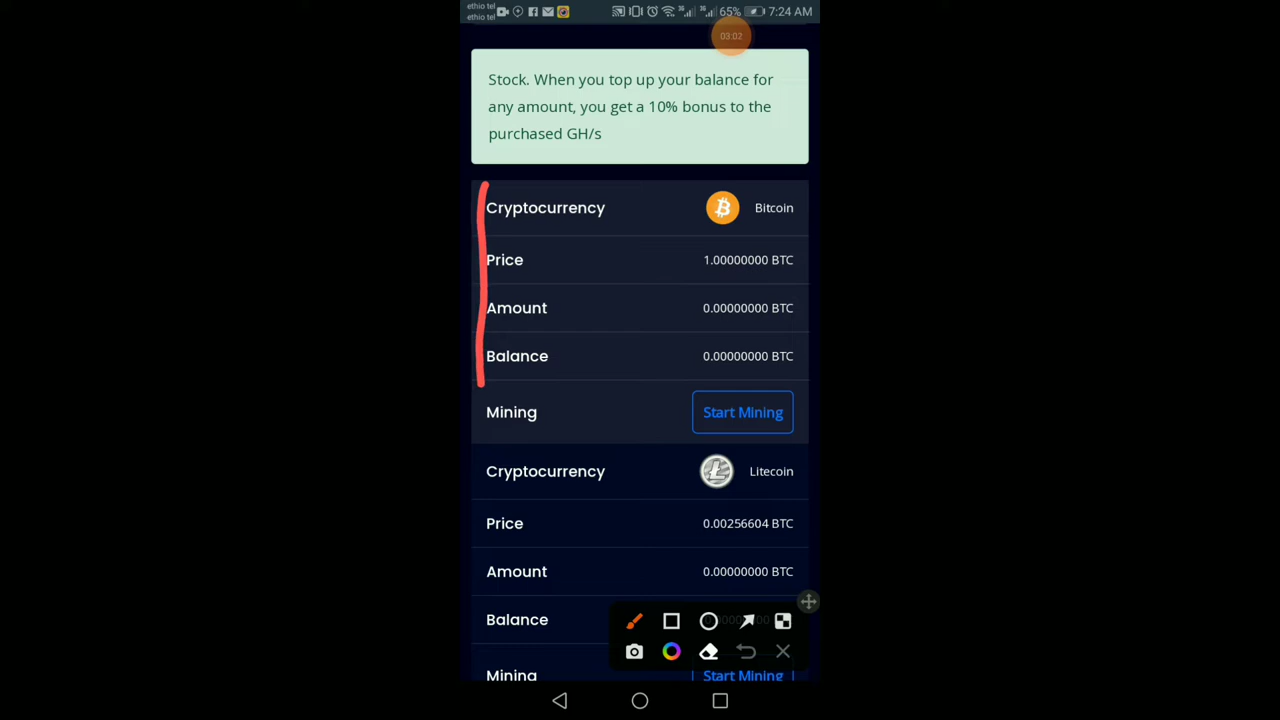 ethio tel
ethio tel
65% 7:24 AM
03:02
Stock. When you top up your balance for
any amount, you get a 10% bonus to the
purchased GH/s
Cryptocurrency Bitcoin
Price 1.00000000 BTC
Amount 0.00000000 BTC
Balance 0.00000000 BTC
Mining Start Mining
Cryptocurrency Litecoin
Price 0.00256604 BTC
Amount 0.00000000 BTC
Balance
Mining Start Mining